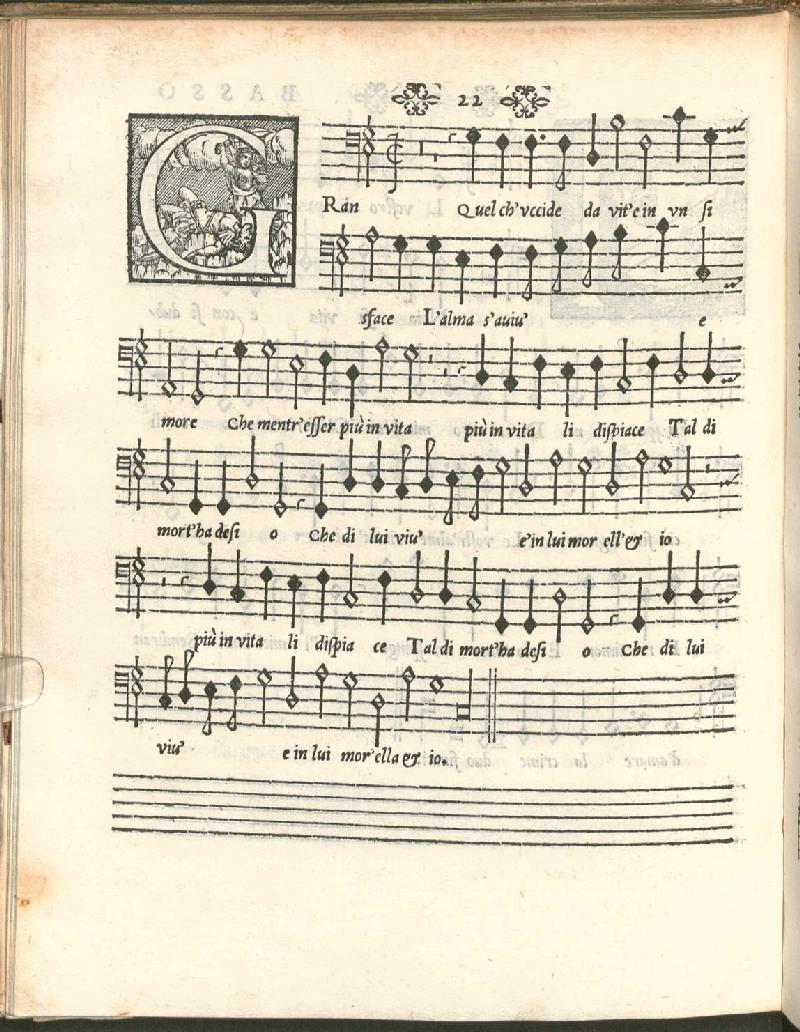 22
G Ran Quel ch'vccide da vit'e in vn si
sface L'alma s'auiu' e
more Che mentr'esser più in vita più in vita li dispiace Tal di
mort'ha desi o Che di lui viu' e'in lui mor ell'& io
più in vita li dispia ce Tal di mort'ha desi o Che di lui
viu' e in lui mor'ella & io.